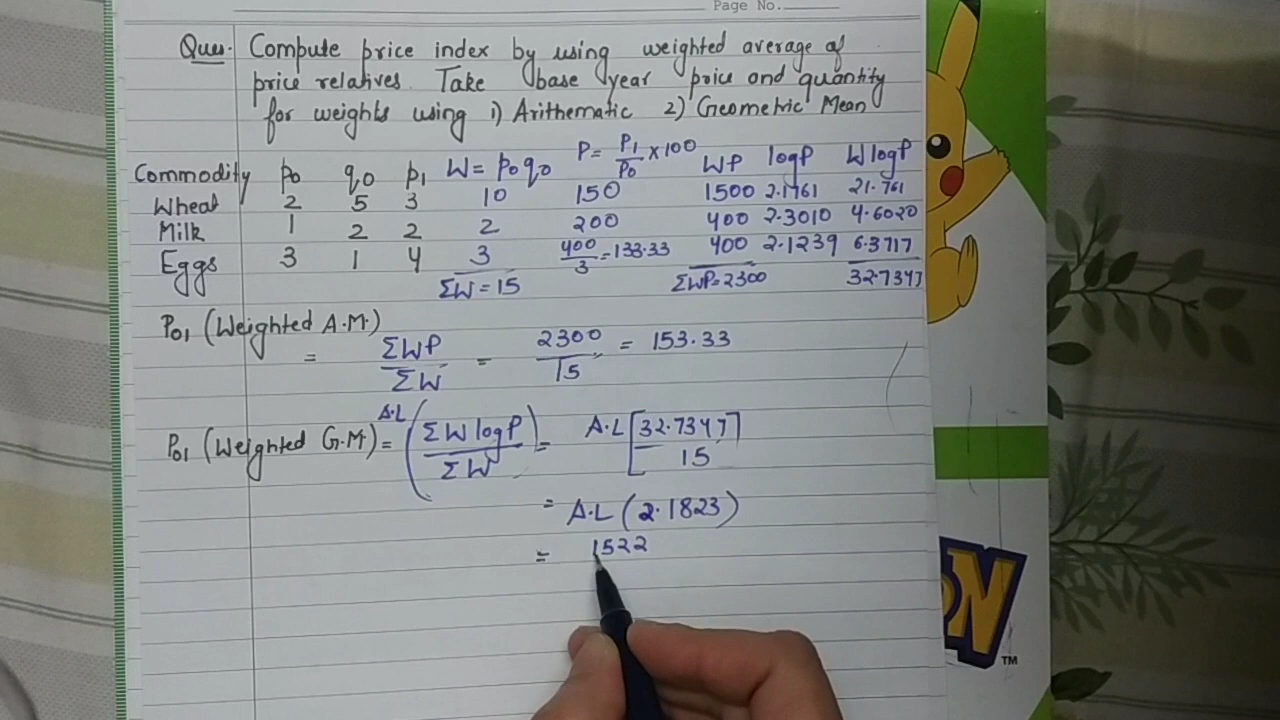 Page No.
Ques. Compute price index by using weighted average of
price relatives. Take base year price and quantity
for weights using 1) Arithematic 2) Geometric Mean
Commodity p0 q0 p1 W = p0 q0 P = P1/P0 × 100 WP logP W logP
Wheat 2 5 3 10 150 1500 2.1761 21.761
Milk 1 2 2 2 200 400 2.3010 4.6020
Eggs 3 1 4 3 400/3 = 133.33 400 2.1239 6.3717
ΣW = 15 ΣWP = 2300 32.7347
P01 (Weighted A.M.)
= ΣWP/ΣW = 2300/15 = 153.33
P01 (Weighted G.M.) = A.L (ΣW logP/ΣW) = A.L [32.7347/15]
= A.L (2.1823)
= 1522
N
TM